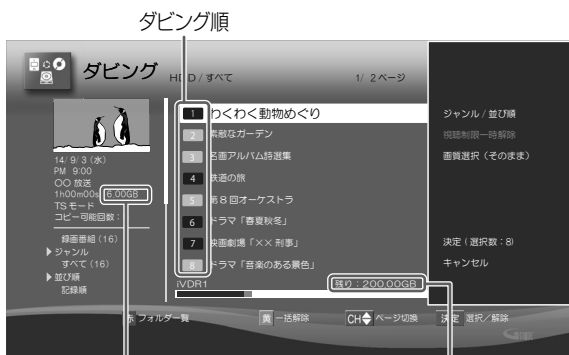 ダビング順
ダビング HDD/すべて 1/ 2ページ
1 わくわく動物めぐり
2 素敵なガーデン
3 名画アルバム詩選集
4 鉄道の旅
5 第8回オーケストラ
6 ドラマ「春夏秋冬」
7 映画劇場「×× 刑事」
8 ドラマ「音楽のある景色」
iVDR1 残り:200.00GB
14/ 9/ 3 (水)
PM 9:00
○○ 放送
1h00m00s 6.00GB
TS モード
コピー可能回数:
録画番組 (16)
▶ジャンル
すべて (16)
▶並び順
記録順
ジャンル / 並び順
視聴制限一時解除
画質選択(そのまま)
決定 ( 選択数: 8)
キャンセル
赤 フォルダ一覧 黄 一括解除 CH ページ切換 決定 選択/解除